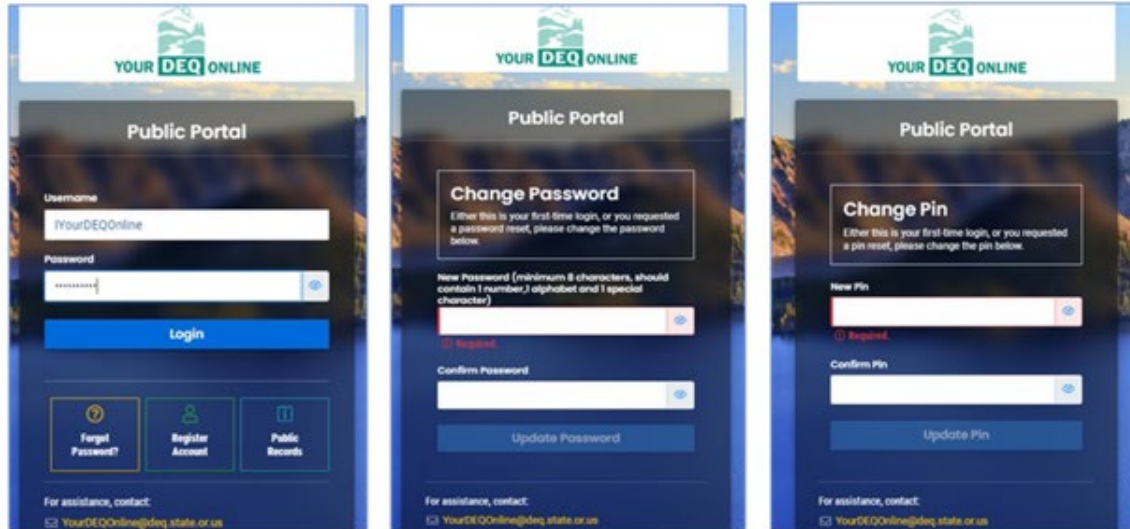 YOUR DEQ ONLINE
Public Portal
Username
IYourDEQOnline
Password
Login
Forgot
Password?
Register
Account
Public
Records
For assistance, contact:
YourDEQOnline@deq.state.or.us
YOUR DEQ ONLINE
Public Portal
Change Password
Either this is your first-time login, or you requested
a password reset, please change the password
below.
New Password (minimum 8 characters, should
contain 1 number,1 alphabet and 1 special
character)
Required.
Confirm Password
Update Password
For assistance, contact:
YourDEQOnline@deq.state.or.us
YOUR DEQ ONLINE
Public Portal
Change Pin
Either this is your first-time login, or you requested
a pin reset, please change the pin below.
New Pin
Required.
Confirm Pin
Update Pin
For assistance, contact:
YourDEQOnline@deq.state.or.us